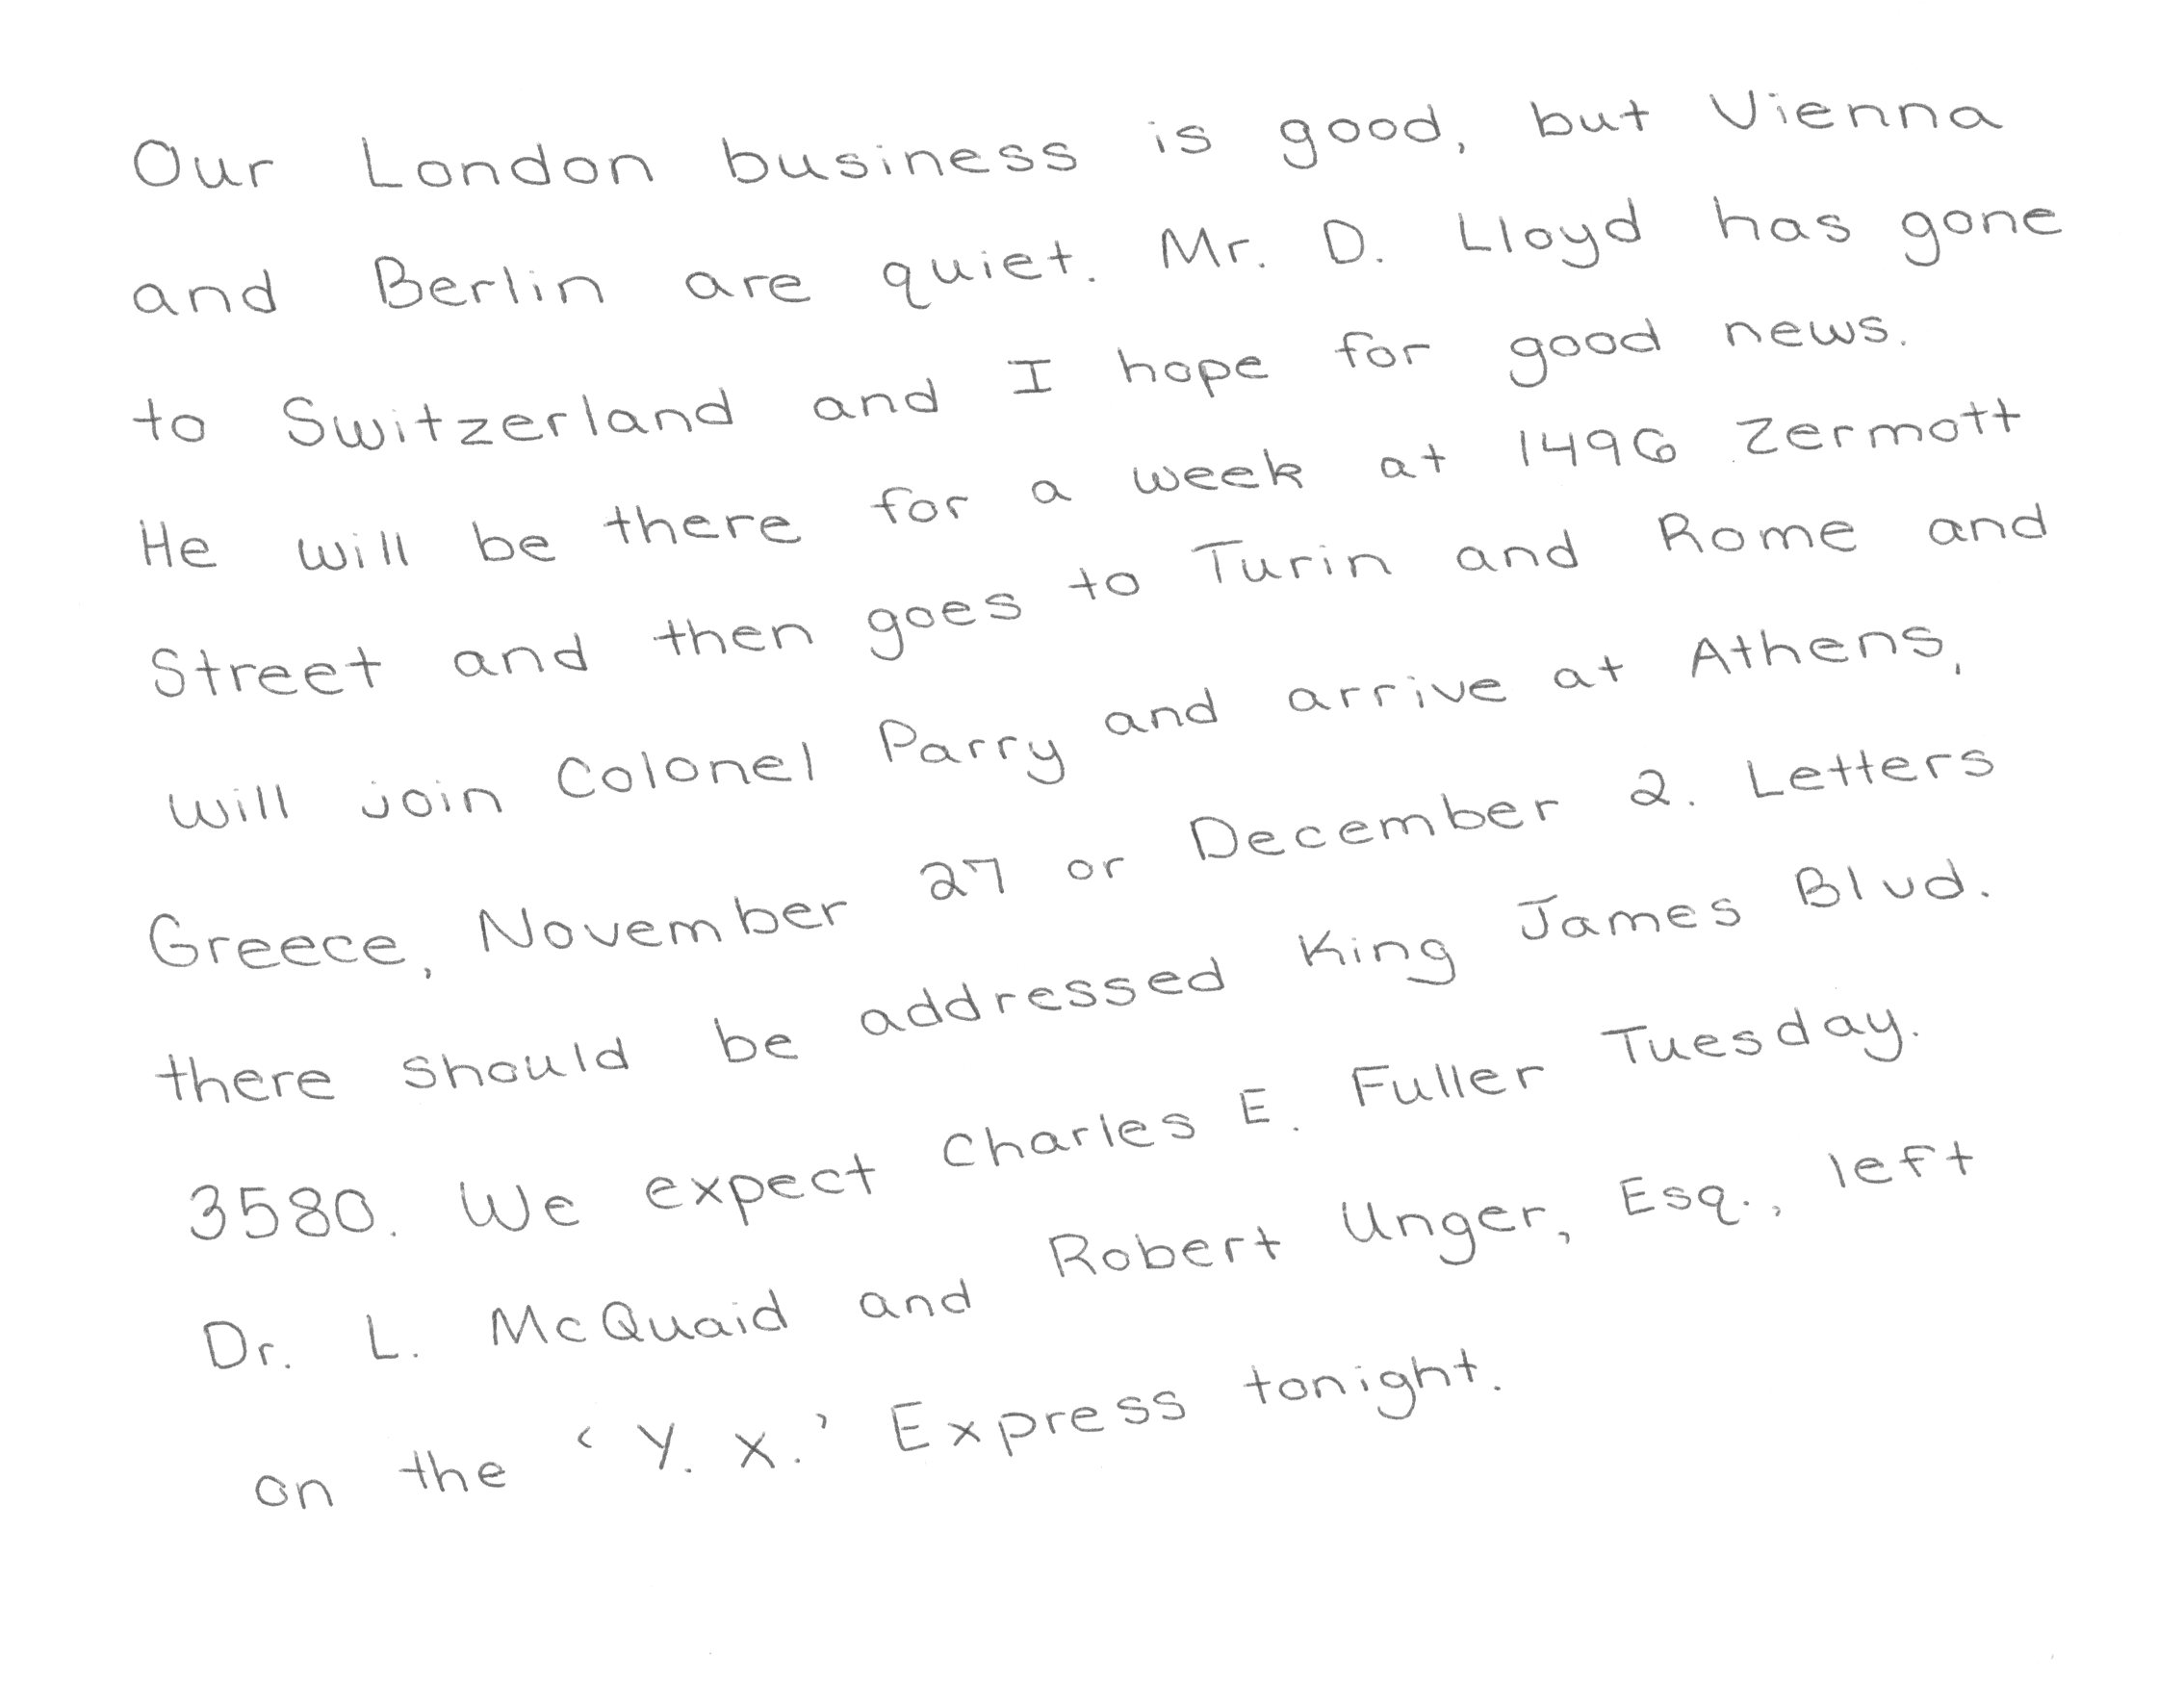 Our London business is good, but Vienna
and Berlin are quiet. Mr. D. Lloyd has gone
to Switzerland and I hope for good news.
He will be there for a week at 1496 Zermott
Street and then goes to Turin and Rome and
will join Colonel Parry and arrive at Athens,
Greece, November 27 or December 2. Letters
there should be addressed King James Blvd.
3580. We expect Charles E. Fuller Tuesday.
Dr. L. McQuaid and Robert Unger, Esq., left
on the 'Y. X.' Express tonight.